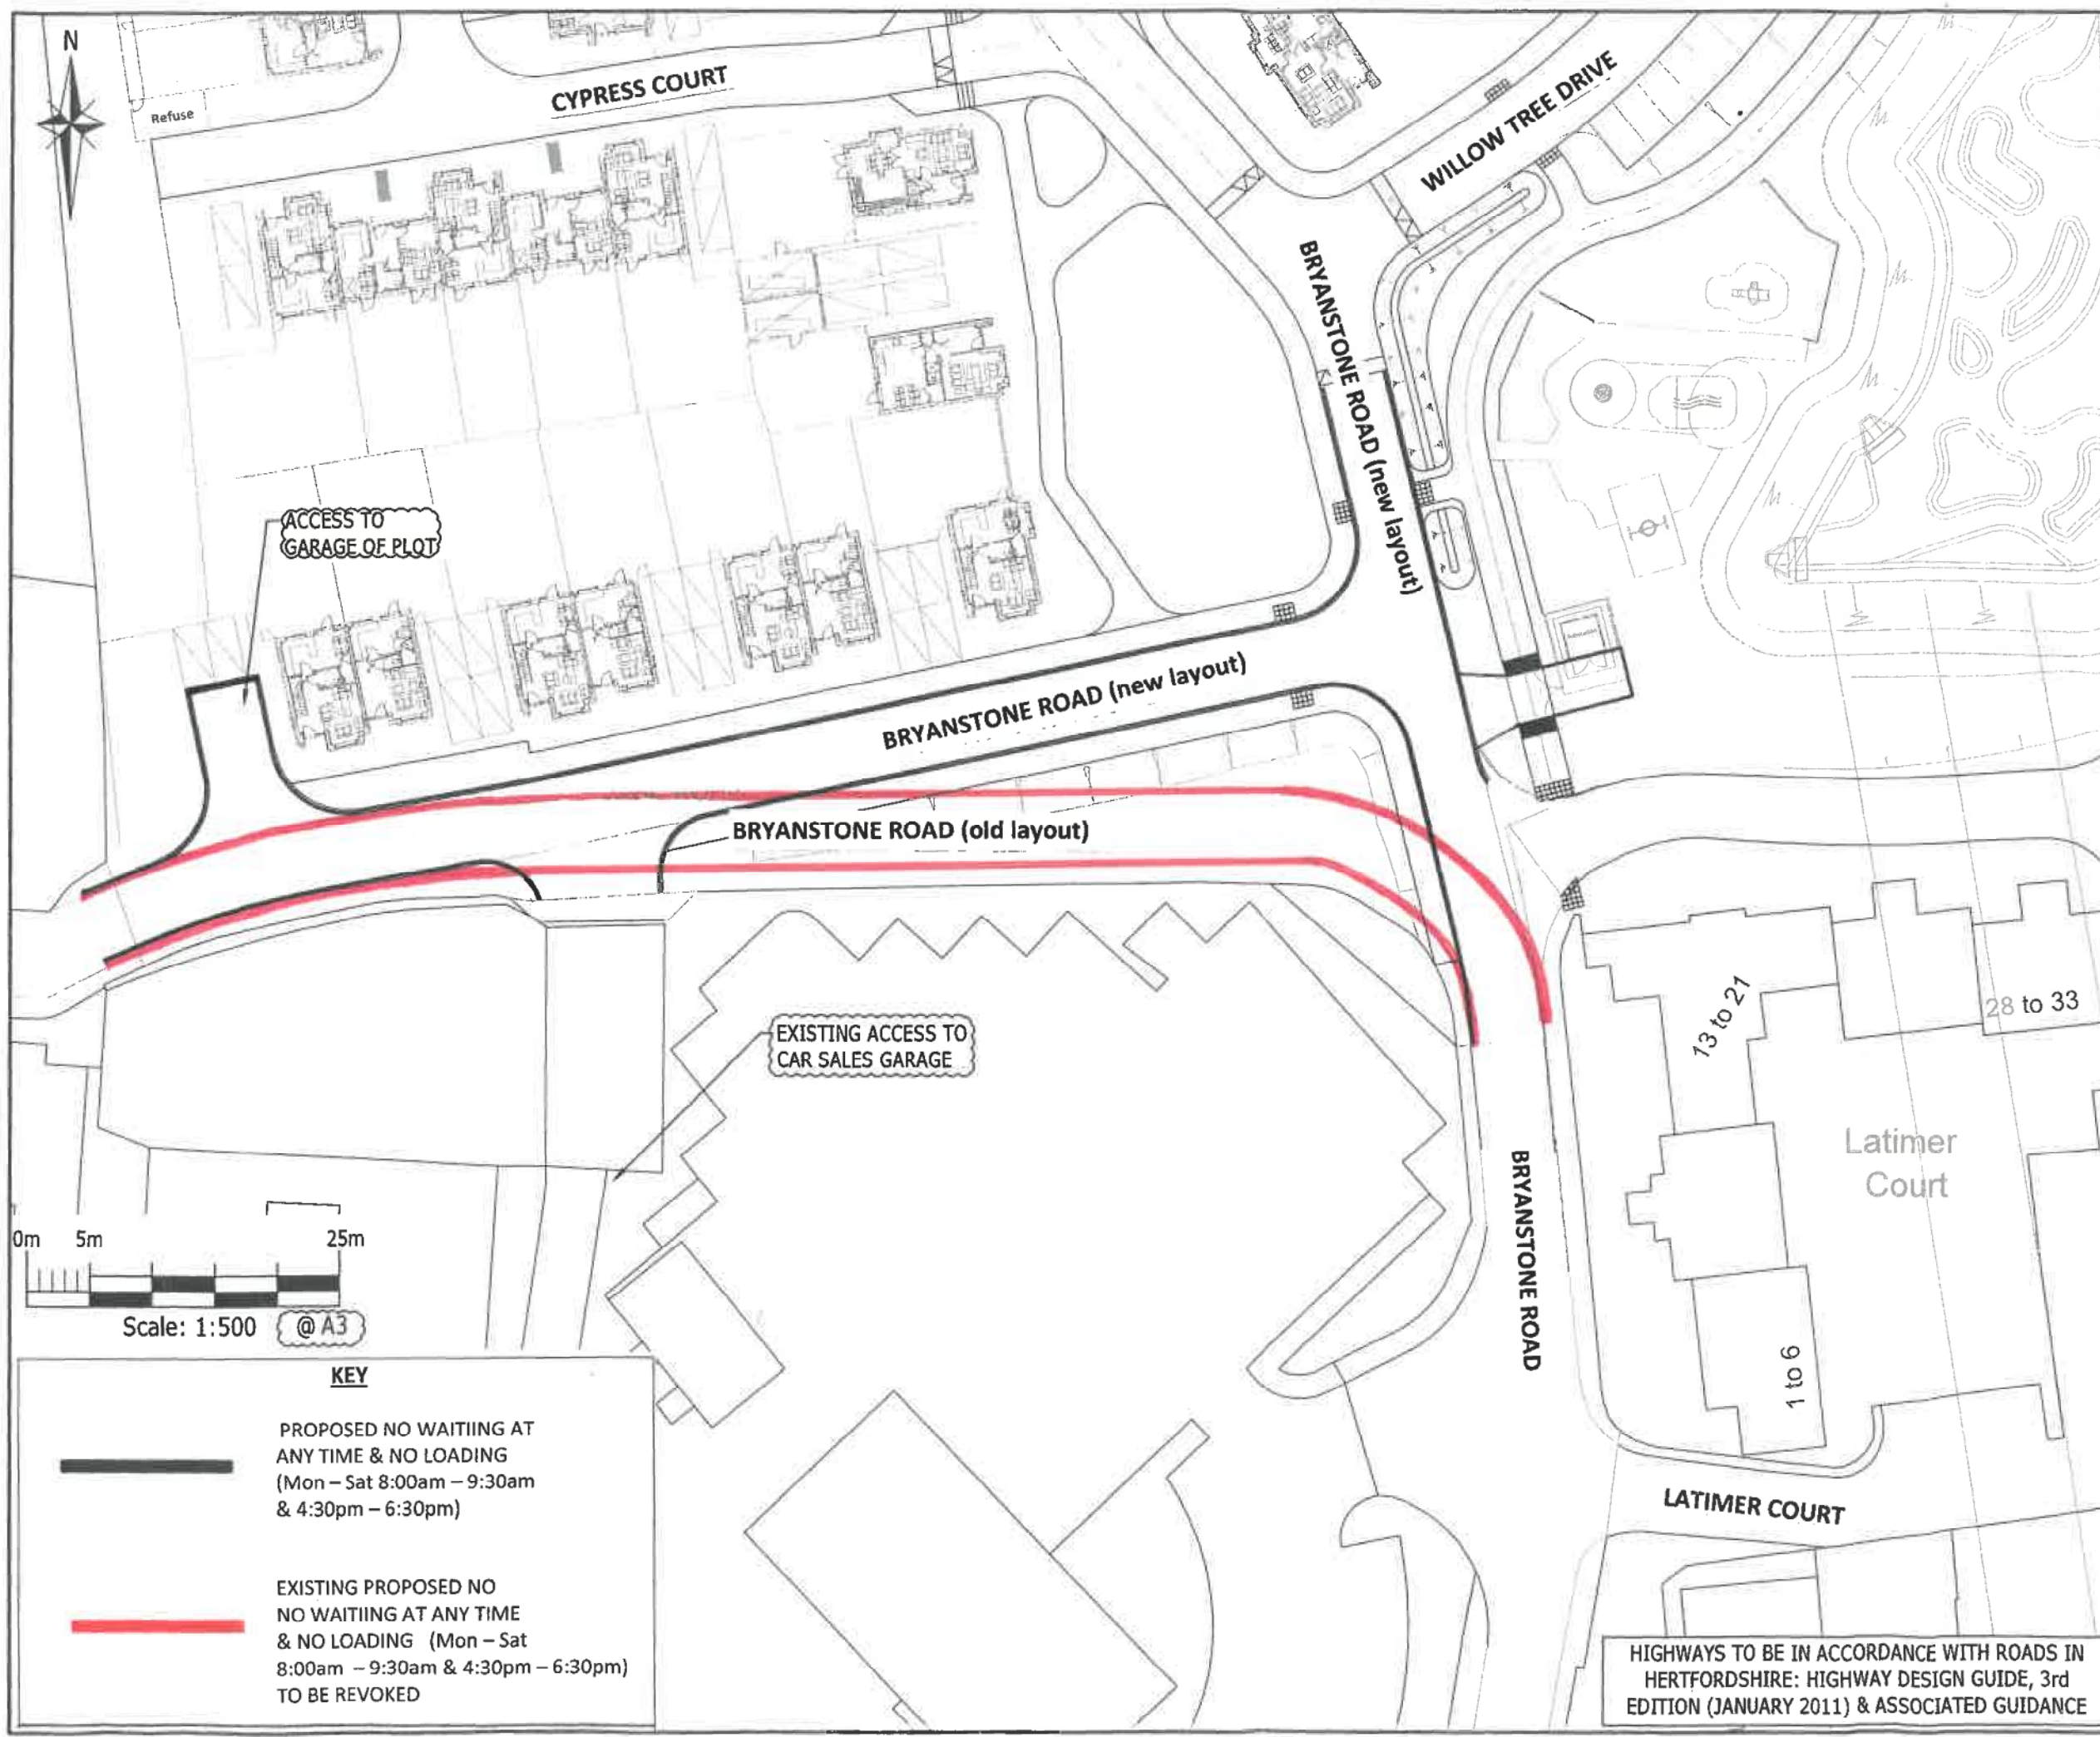 N
Refuse
CYPRESS COURT
WILLOW TREE DRIVE
BRYANSTONE ROAD (new layout)
ACCESS TO
GARAGE OF PLOT
BRYANSTONE ROAD (new layout)
BRYANSTONE ROAD (old layout)
EXISTING ACCESS TO
CAR SALES GARAGE
13 to 21
28 to 33
Latimer
Court
BRYANSTONE ROAD
1 to 6
LATIMER COURT
0m 5m 25m
Scale: 1:500 @ A3
KEY
PROPOSED NO WAITIING AT
ANY TIME & NO LOADING
(Mon – Sat 8:00am – 9:30am
& 4:30pm – 6:30pm)
EXISTING PROPOSED NO
NO WAITIING AT ANY TIME
& NO LOADING (Mon – Sat
8:00am – 9:30am & 4:30pm – 6:30pm)
TO BE REVOKED
HIGHWAYS TO BE IN ACCORDANCE WITH ROADS IN
HERTFORDSHIRE: HIGHWAY DESIGN GUIDE, 3rd
EDITION (JANUARY 2011) & ASSOCIATED GUIDANCE